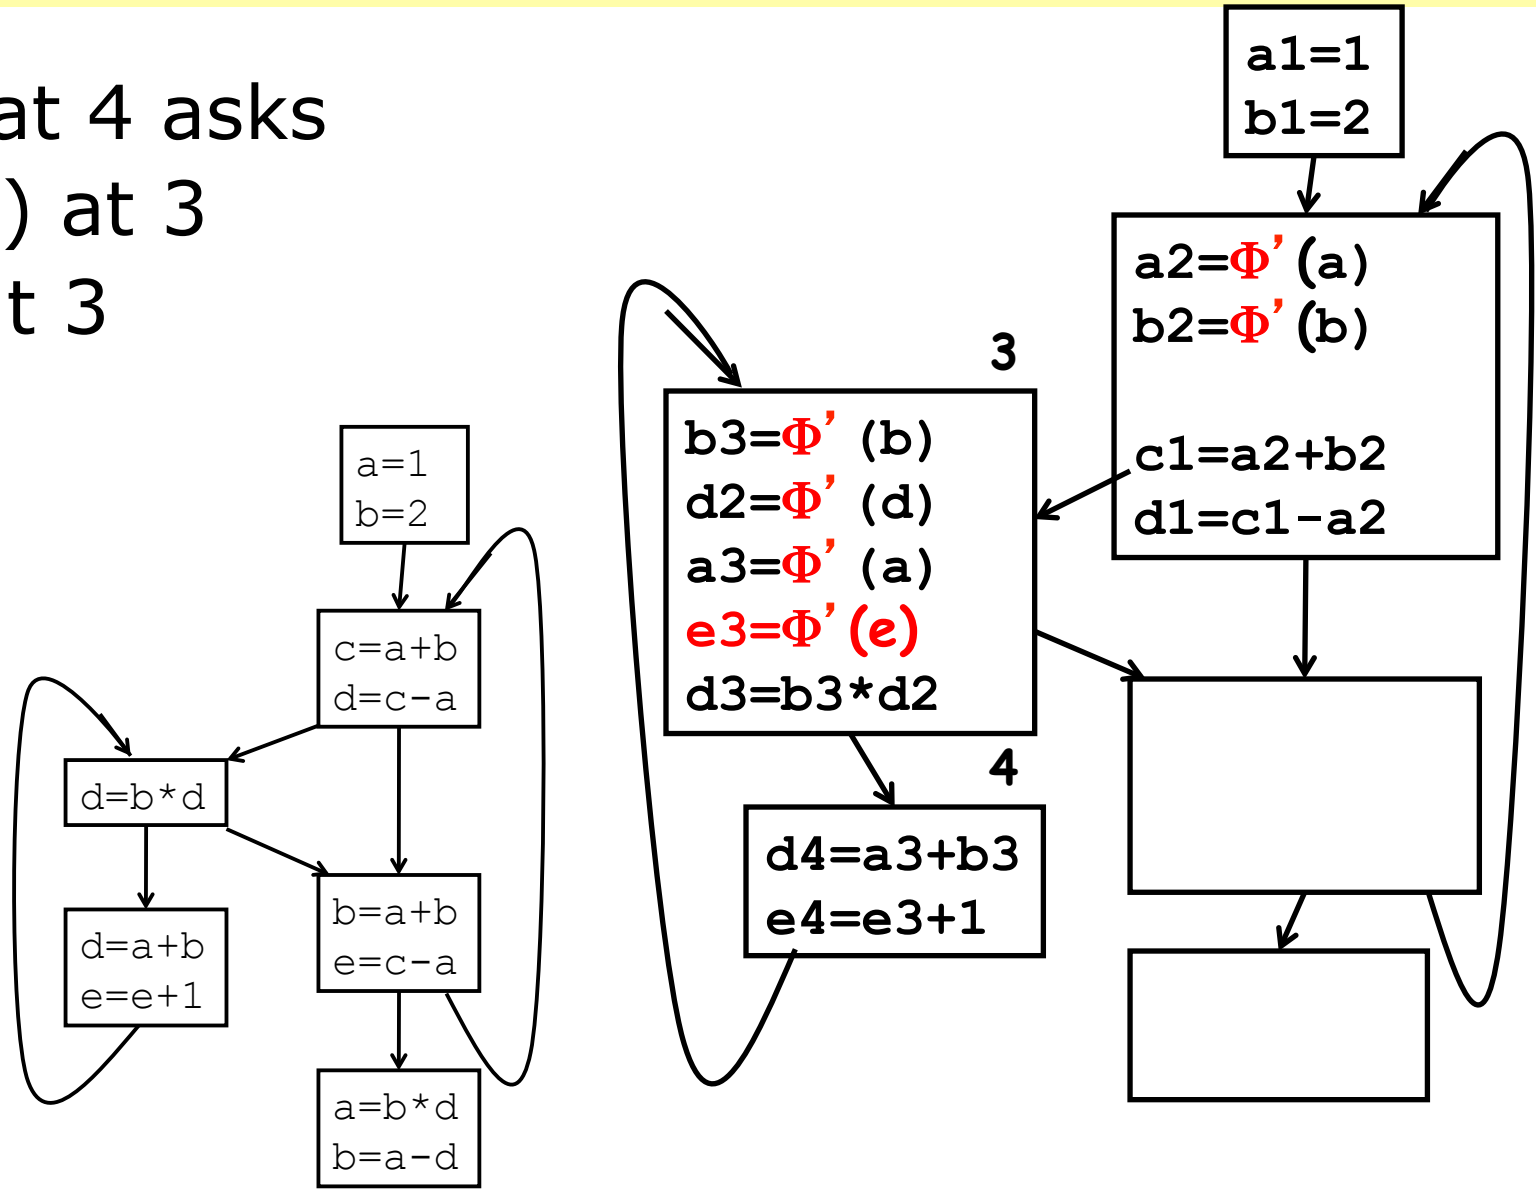 at 4 asks
) at 3
t 3
a=1
b=2
c=a+b
d=c-a
d=b*d
d=a+b
e=e+1
b=a+b
e=c-a
a=b*d
b=a-d
a1=1
b1=2
a2=Φ’(a)
b2=Φ’(b)
c1=a2+b2
d1=c1-a2
3
b3=Φ’ (b)
d2=Φ’ (d)
a3=Φ’ (a)
e3=Φ’(e)
d3=b3*d2
4
d4=a3+b3
e4=e3+1